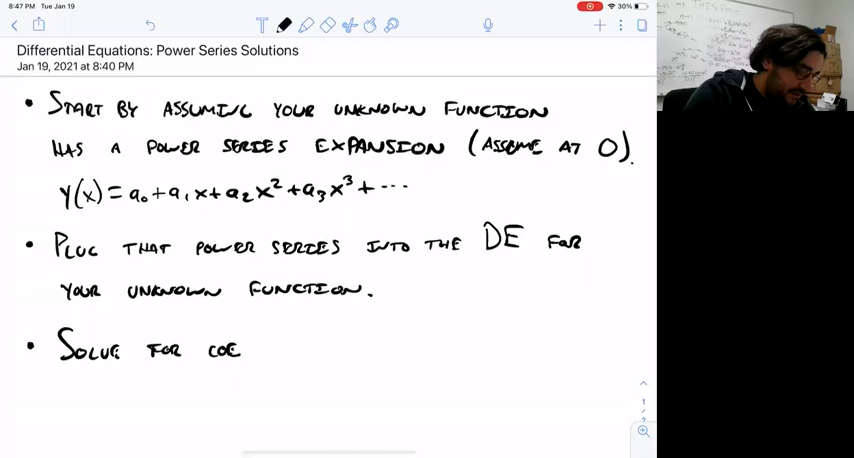 8:47 PM Tue Jan 19
30%
Differential Equations: Power Series Solutions
Jan 19, 2021 at 8:40 PM
• START BY ASSUMING YOUR UNKNOWN FUNCTION
HAS A POWER SERIES EXPANSION (ASSUME AT 0).
y(x) = a₀ + a₁x + a₂x² + a₃x³ + ⋯
• PLUG THAT POWER SERIES INTO THE DE FOR
YOUR UNKNOWN FUNCTION.
• SOLVE FOR COE
1
/
2